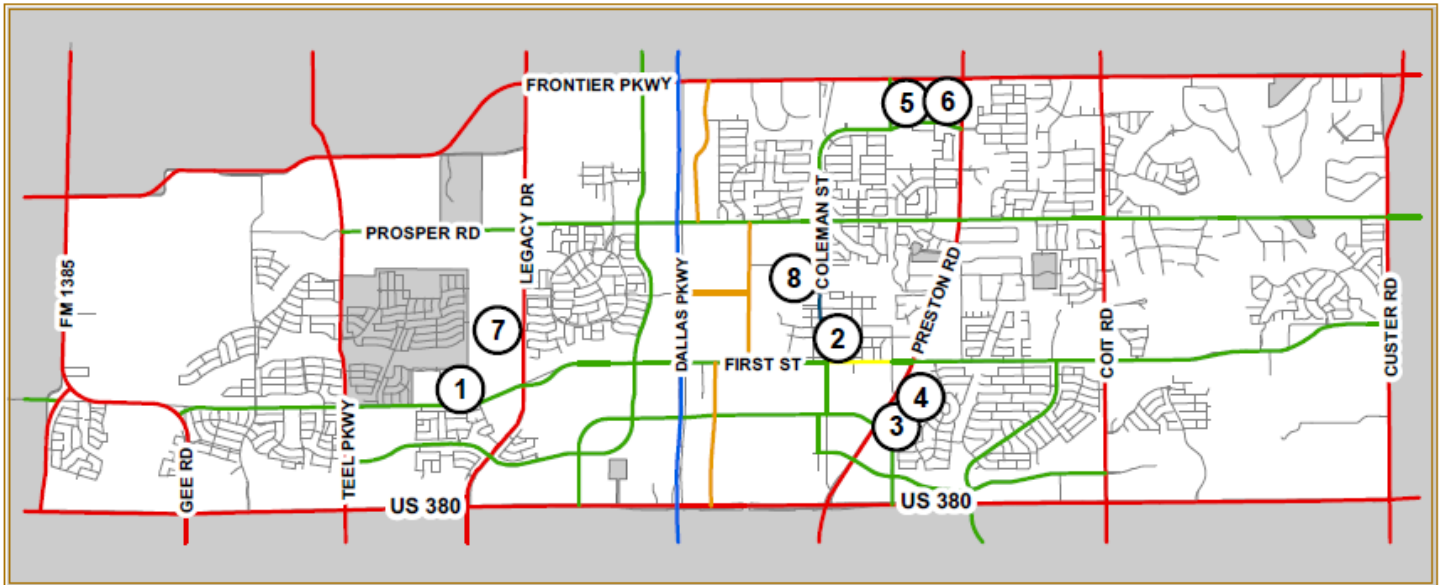 FRONTIER PKWY
5
6
COLEMAN ST
LEGACY DR
PROSPER RD
PRESTON RD
8
FM 1385
DALLAS PKWY
7
COIT RD
CUSTER RD
2
FIRST ST
1
4
3
TEEL PKWY
GEE RD
US 380
US 380